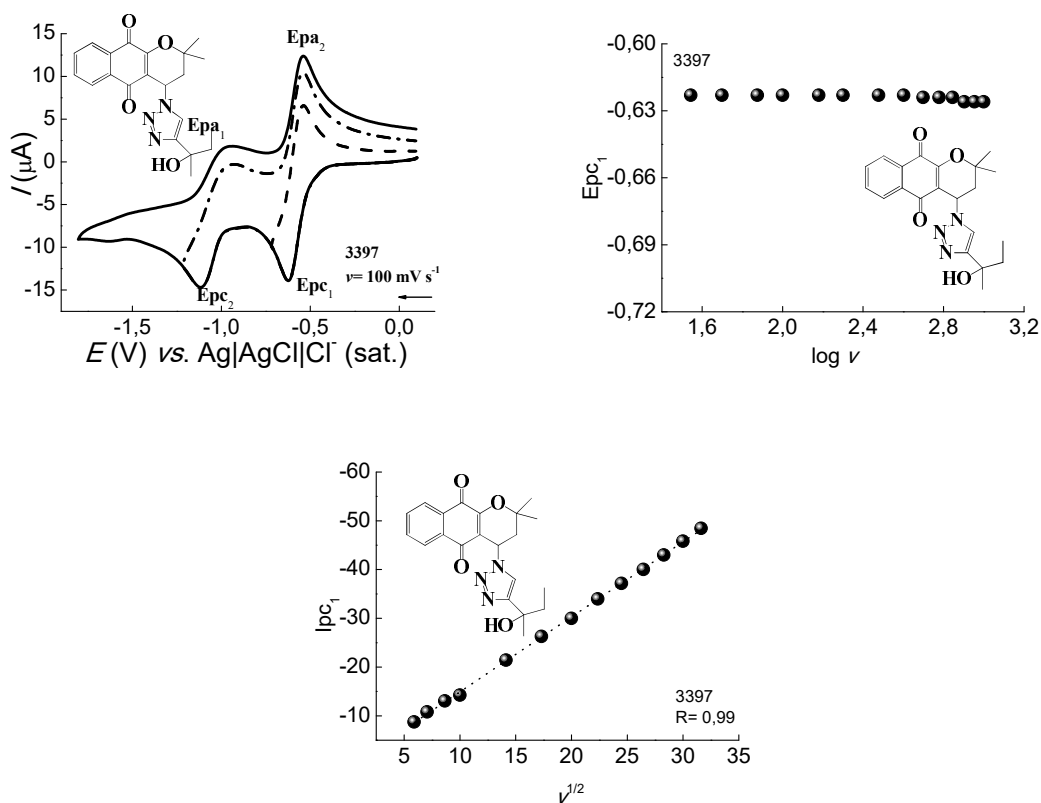 15
10
5
0
-5
-10
-15
I (μA)
O
O
O
N
N
N
HO
Epa1
Epa2
Epc2
Epc1
3397
v= 100 mV s-1
-1,5
-1,0
-0,5
0,0
E (V) vs. Ag|AgCl|Cl- (sat.)
-0,60
-0,63
-0,66
-0,69
-0,72
Epc1
3397
O
O
O
N
N
N
HO
1,6
2,0
2,4
2,8
3,2
log v
-60
-50
-40
-30
-20
-10
Ipc1
O
O
O
N
N
N
HO
3397
R= 0,99
5
10
15
20
25
30
35
v1/2